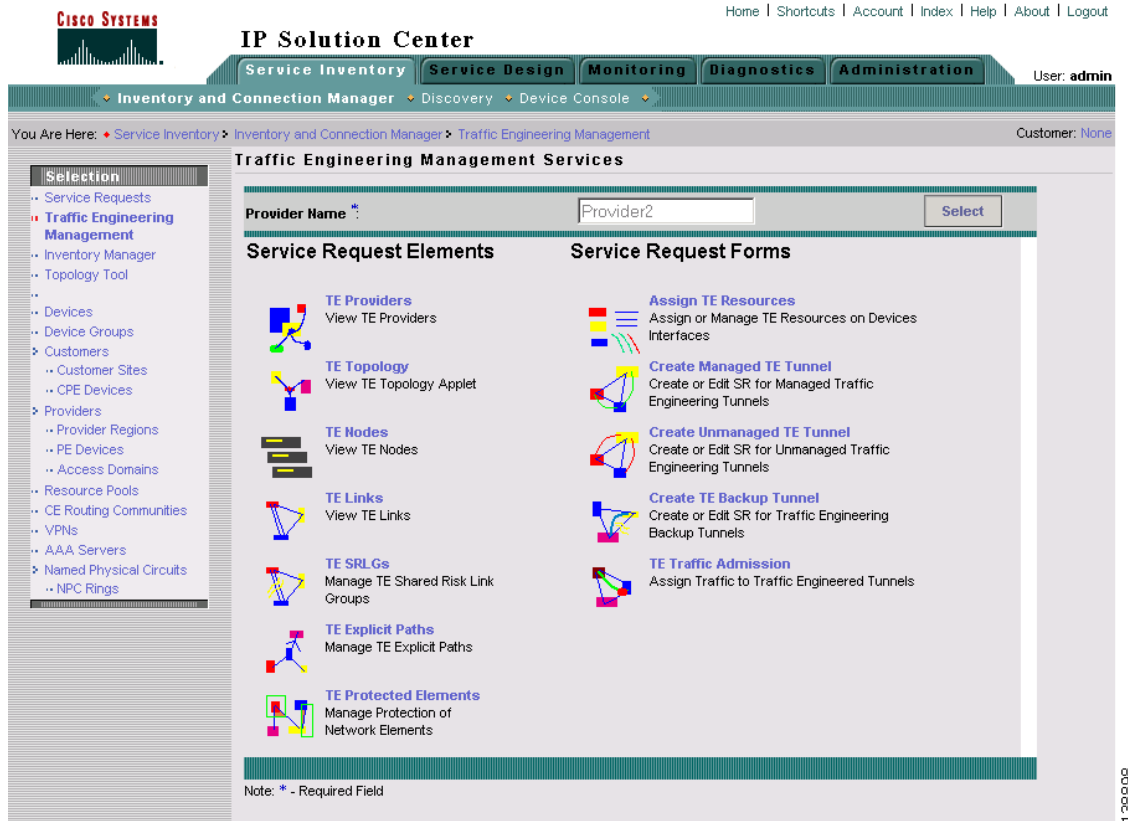 Home | Shortcuts | Account | Index | Help | About | Logout
CISCO SYSTEMS
IP Solution Center
Service Inventory Service Design Monitoring Diagnostics Administration
User: admin
Inventory and Connection Manager Discovery Device Console
You Are Here: Service Inventory Inventory and Connection Manager Traffic Engineering Management
Customer: None
Selection
Service Requests
Traffic Engineering
Management
Inventory Manager
Topology Tool
Devices
Device Groups
Customers
Customer Sites
CPE Devices
Providers
Provider Regions
PE Devices
Access Domains
Resource Pools
CE Routing Communities
VPNs
AAA Servers
Named Physical Circuits
NPC Rings
Traffic Engineering Management Services
Provider Name *:
Provider2
Select
Service Request Elements
TE Providers
View TE Providers
TE Topology
View TE Topology Applet
TE Nodes
View TE Nodes
TE Links
View TE Links
TE SRLGs
Manage TE Shared Risk Link
Groups
TE Explicit Paths
Manage TE Explicit Paths
TE Protected Elements
Manage Protection of
Network Elements
Service Request Forms
Assign TE Resources
Assign or Manage TE Resources on Devices
Interfaces
Create Managed TE Tunnel
Create or Edit SR for Managed Traffic
Engineering Tunnels
Create Unmanaged TE Tunnel
Create or Edit SR for Unmanaged Traffic
Engineering Tunnels
Create TE Backup Tunnel
Create or Edit SR for Traffic Engineering
Backup Tunnels
TE Traffic Admission
Assign Traffic to Traffic Engineered Tunnels
Note: * - Required Field